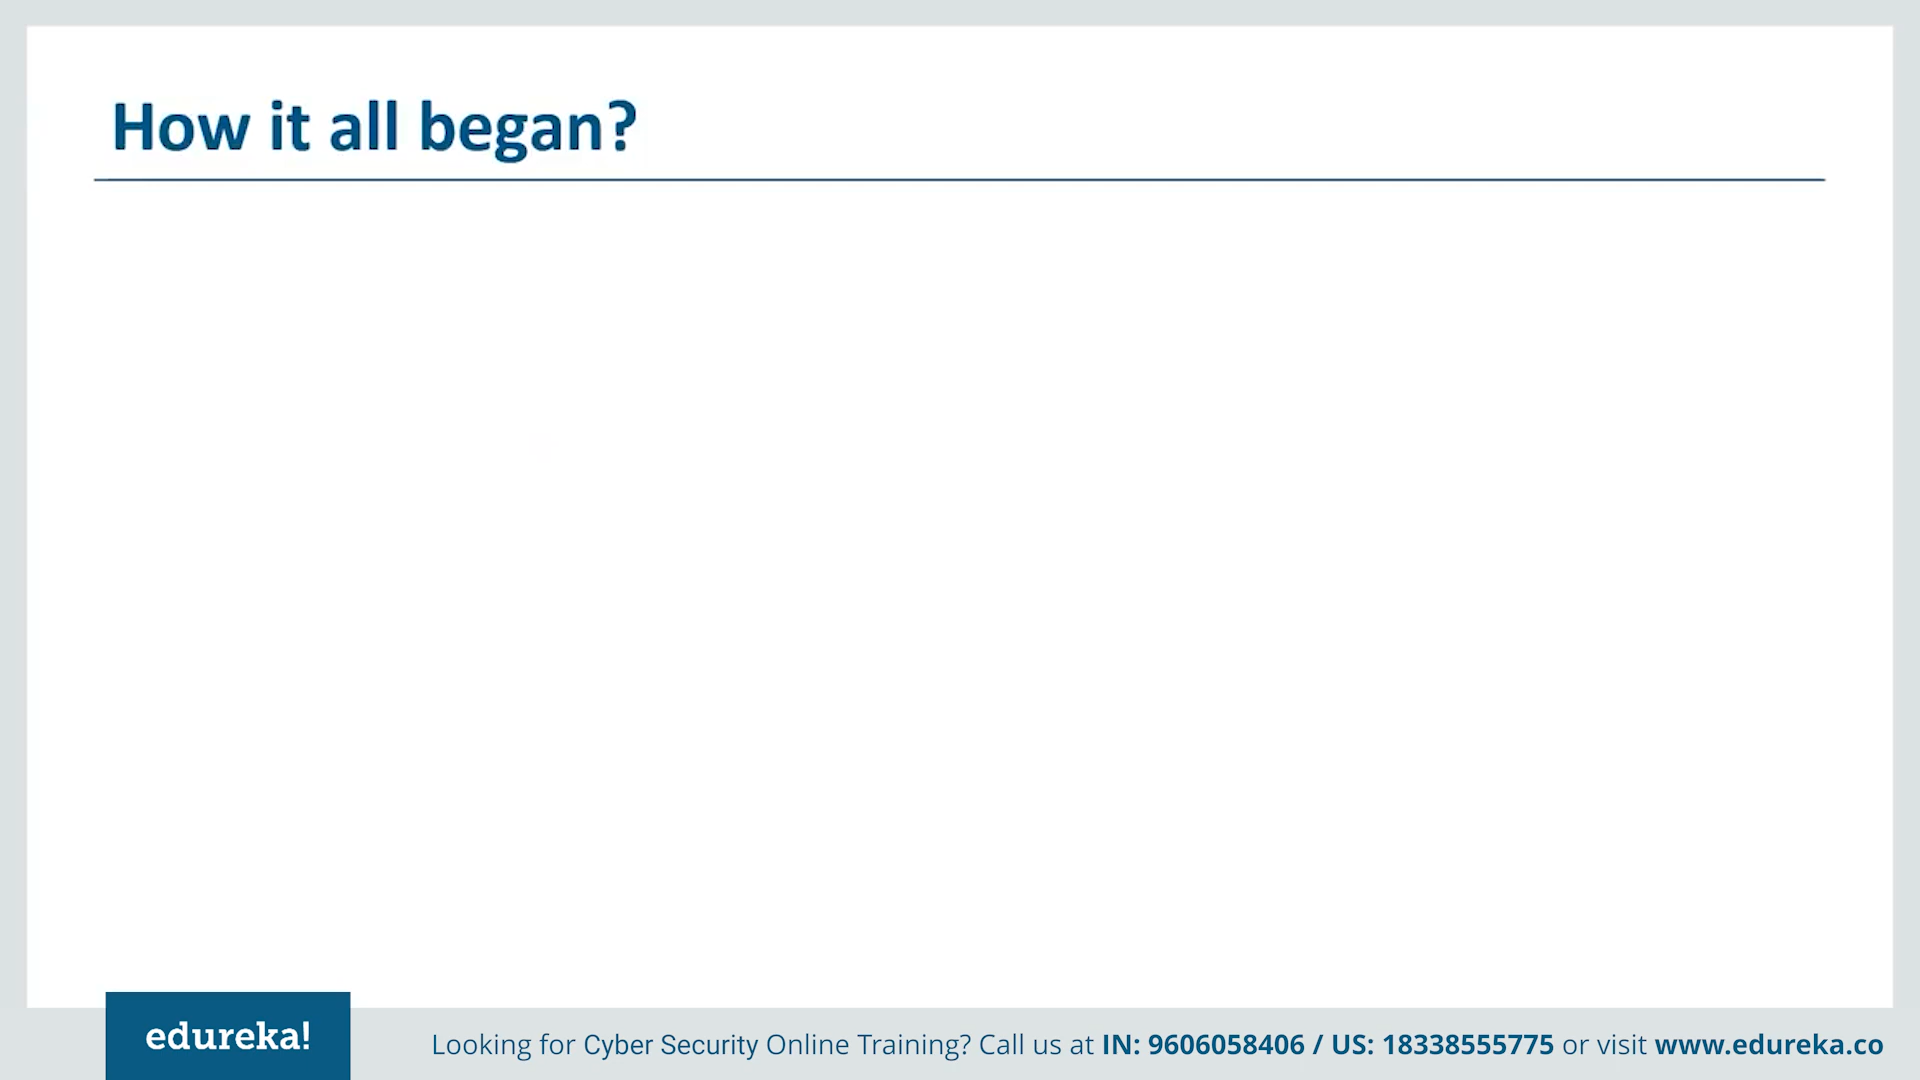 How it all began?
edureka!
Looking for Cyber Security Online Training? Call us at IN: 9606058406 / US: 18338555775 or visit www.edureka.co